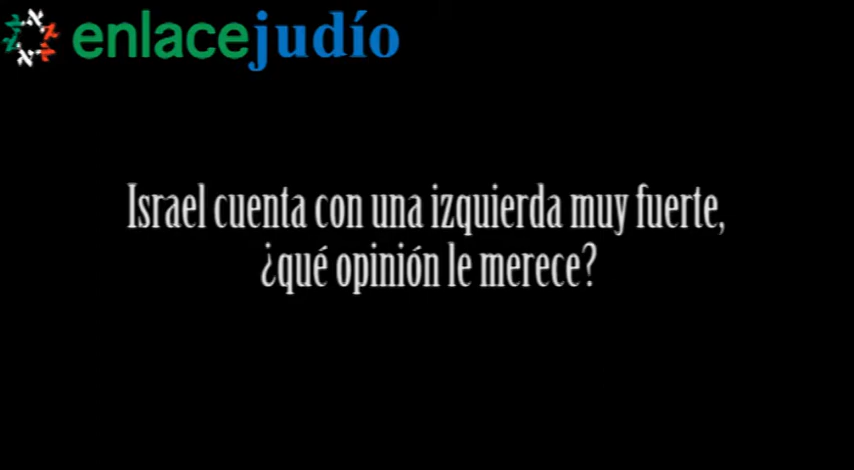 enlacejudío
Israel cuenta con una izquierda muy fuerte,
¿qué opinión le merece?